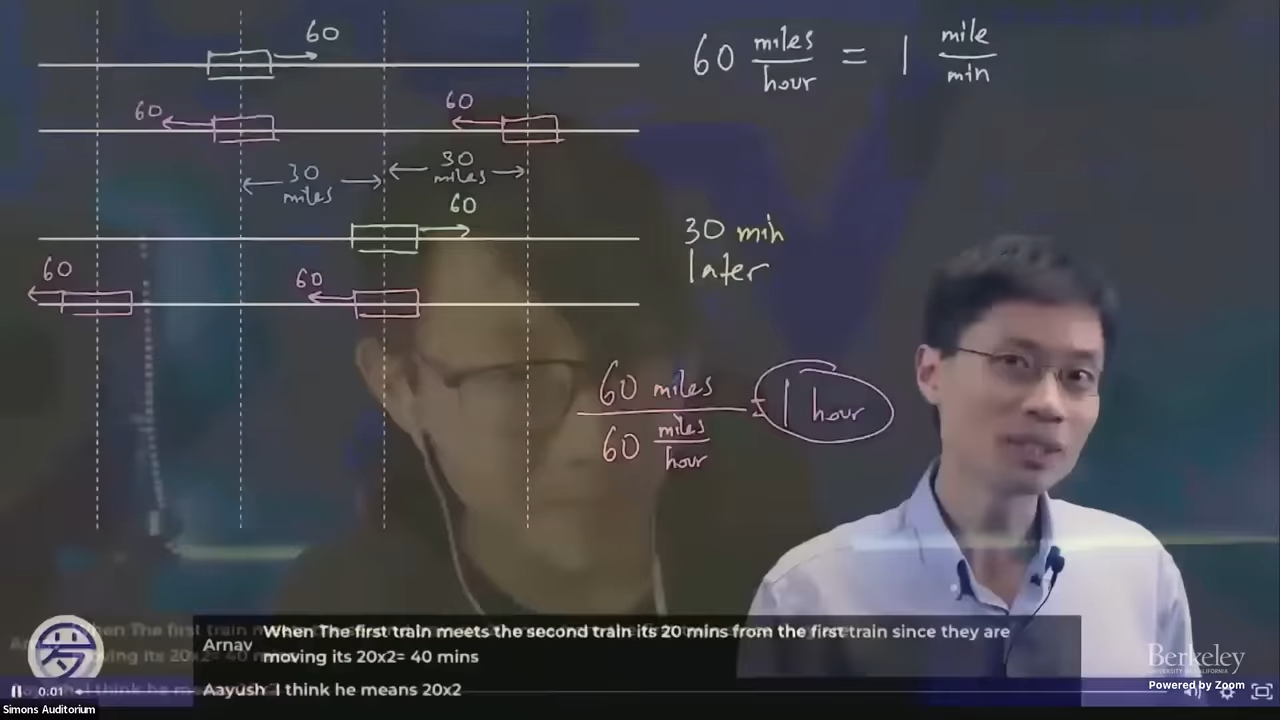 60
60 miles/hour = 1 mile/min
60
60
30 miles
30 miles
60
30 min
later
60
60
60 miles / 60 miles/hour = 1 hour
Arnav When The first train meets the second train its 20 mins from the first train since they are
moving its 20x2= 40 mins
Aayush I think he means 20x2
Berkeley
UNIVERSITY OF CALIFORNIA
Powered by Zoom
0:01
Simons Auditorium